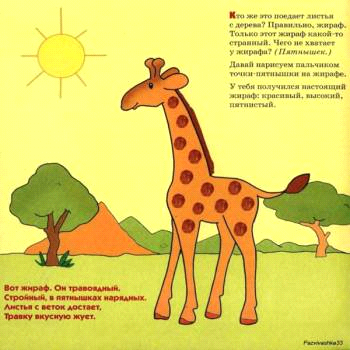 Кто же это поедает листья
с дерева? Правильно, жираф.
Только этот жираф какой-то
странный. Чего не хватает
у жирафа? (Пятнышек.)
Давай нарисуем пальчиком
точки-пятнышки на жирафе.
У тебя получился настоящий
жираф: красивый, высокий,
пятнистый.
Вот жираф. Он травоядный.
Стройный, в пятнышках нарядных.
Листья с веток достает,
Травку вкусную жует.
Pazvivashka33